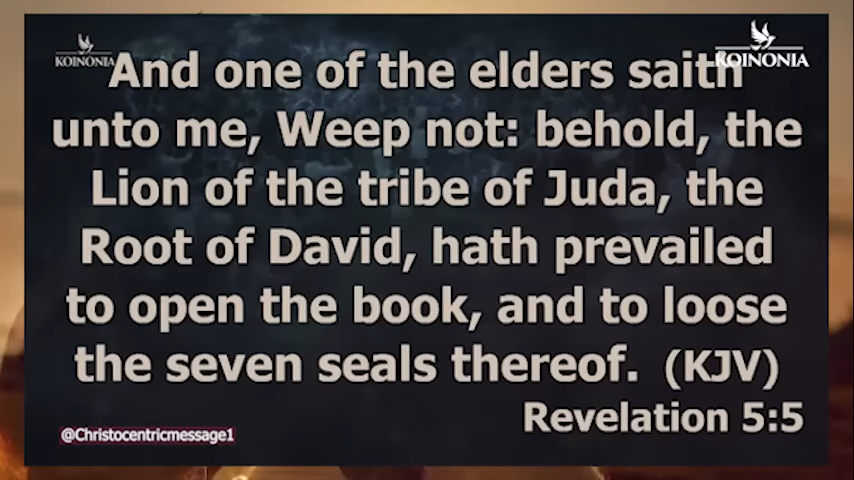 KOINONIA
KOINONIA
And one of the elders saith
unto me, Weep not: behold, the
Lion of the tribe of Juda, the
Root of David, hath prevailed
to open the book, and to loose
the seven seals thereof. (KJV)
Revelation 5:5
@Christocentricmessage1